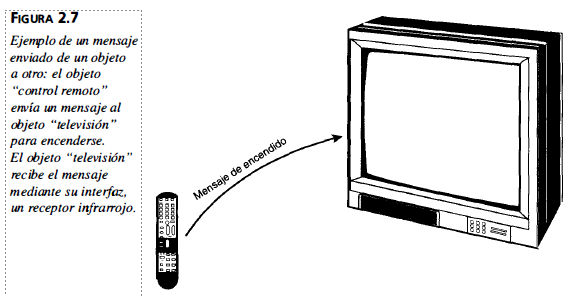 FIGURA 2.7
Ejemplo de un mensaje
enviado de un objeto
a otro: el objeto
“control remoto”
envía un mensaje al
objeto “televisión”
para encenderse.
El objeto “televisión”
recibe el mensaje
mediante su interfaz,
un receptor infrarrojo.
Mensaje de encendido